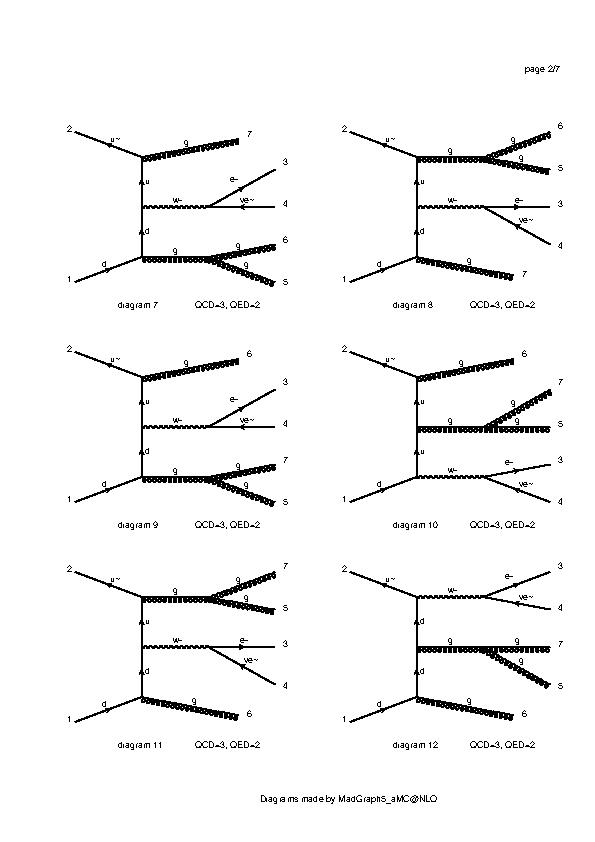 page 2/7
2 u~ g 7
u
e- 3
w- ve~ 4
d
g 6
1 d g g 5
diagram 7 QCD=3, QED=2
2 u~ g g 6
g 5
u
w- e- 3
ve~ 4
d
1 d g 7
diagram 8 QCD=3, QED=2
2 u~ g 6
u
e- 3
w- ve~ 4
d
g 7
1 d g g 5
diagram 9 QCD=3, QED=2
2 u~ g 6
u
g 7
g g 5
u
w- e- 3
1 d ve~ 4
diagram 10 QCD=3, QED=2
2 u~ g g 7
g 5
u
w- e- 3
ve~ 4
d
1 d g 6
diagram 11 QCD=3, QED=2
2 u~ w- e- 3
ve~ 4
d
g g 7
g 5
d
1 d g 6
diagram 12 QCD=3, QED=2
Diagrams made by MadGraph5_aMC@NLO